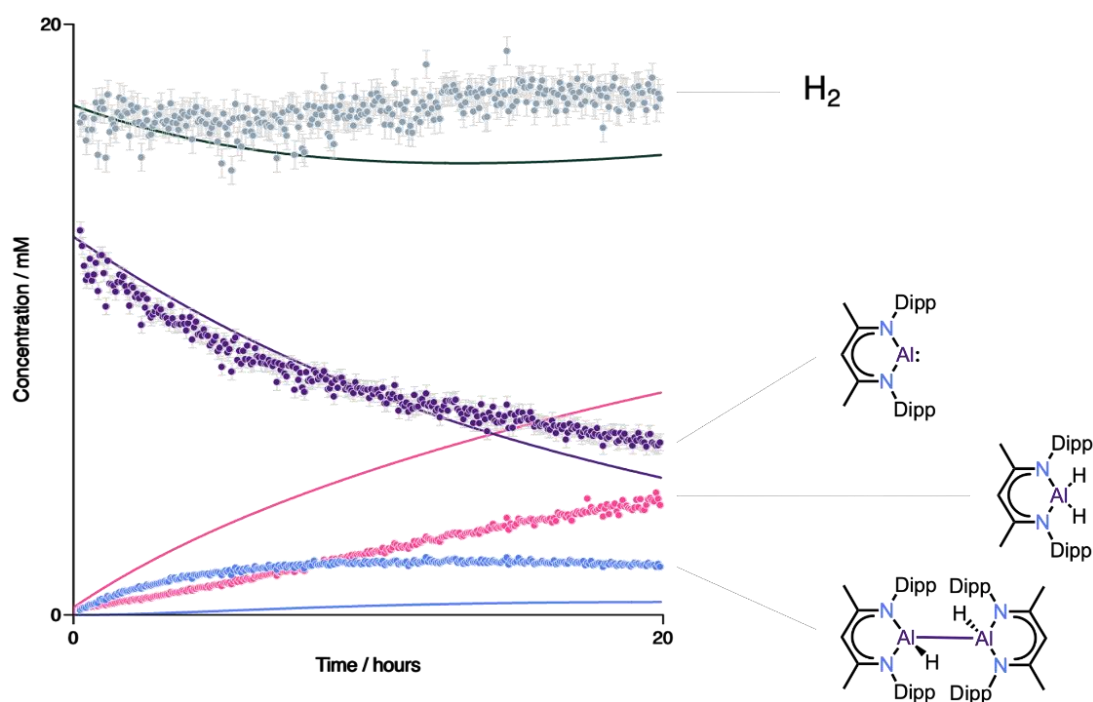 20
Concentration / mM
0
0
20
Time / hours
H2
Dipp
N
Al:
N
Dipp
Dipp
N
H
Al
H
N
Dipp
Dipp
Dipp
H
N
N
Al
Al
H
N
N
Dipp
Dipp